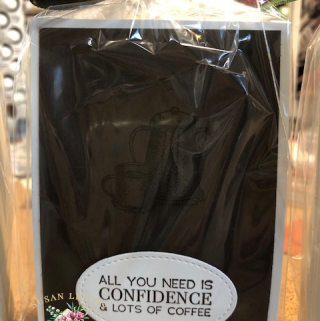 ALL YOU NEED IS
CONFIDENCE
& LOTS OF COFFEE